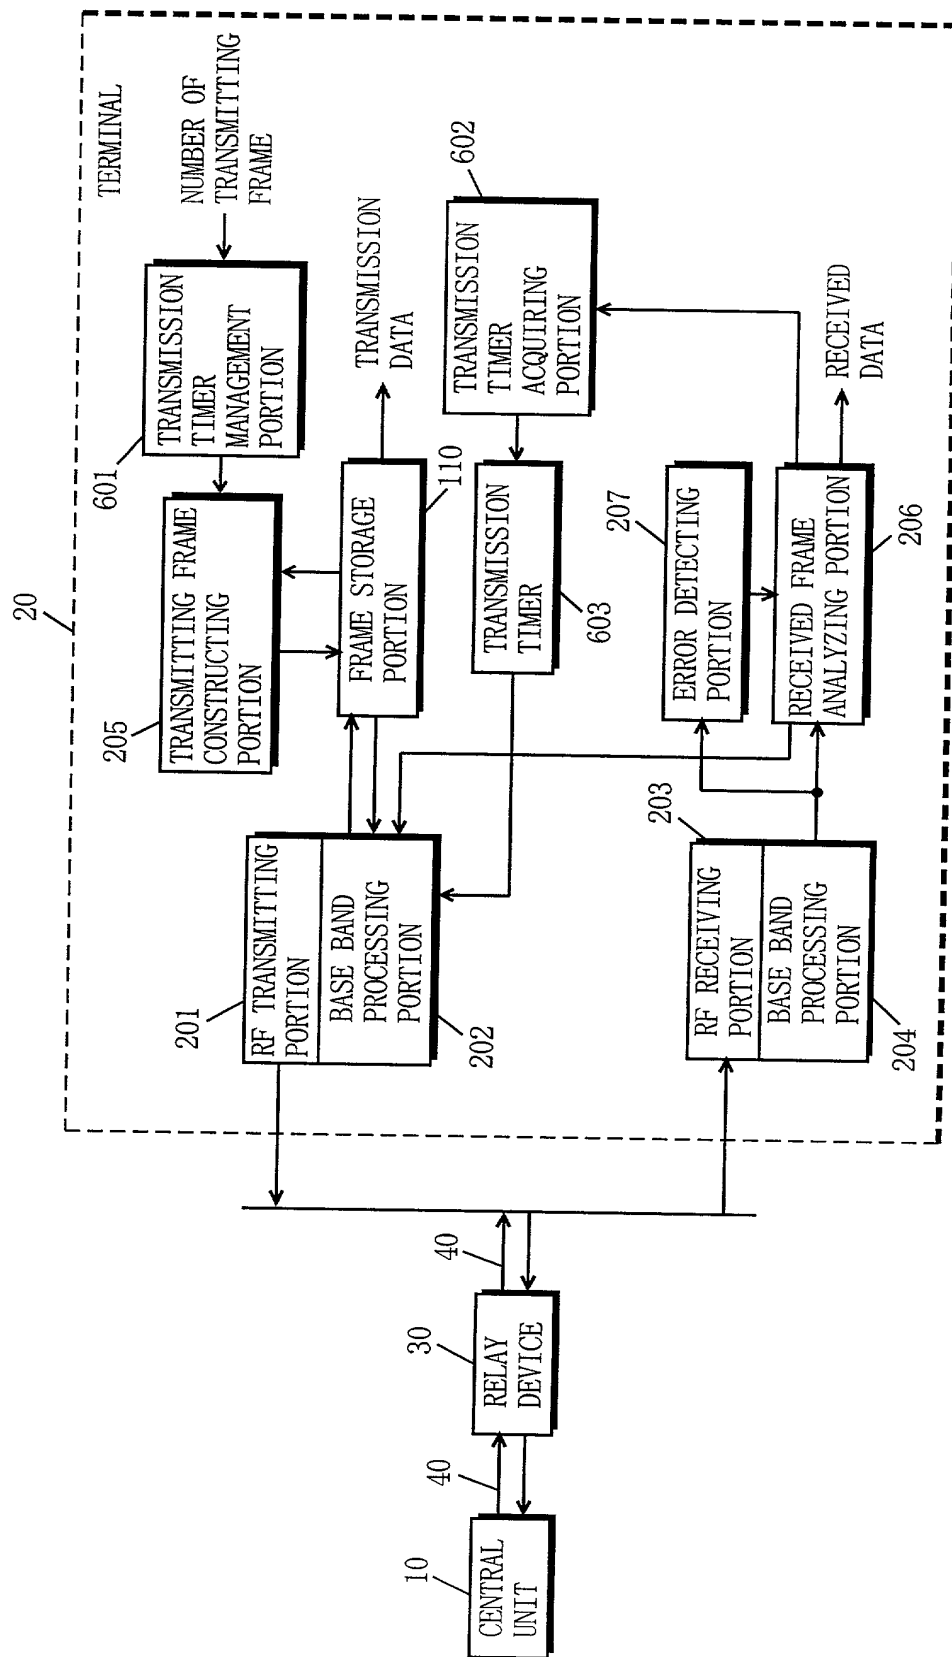 20
TERMINAL
601
TRANSMISSION
TIMER
MANAGEMENT
PORTION
NUMBER OF
TRANSMITTING
FRAME
205
TRANSMITTING FRAME
CONSTRUCTING
PORTION
201
RF TRANSMITTING
PORTION
BASE BAND
PROCESSING
PORTION
202
FRAME STORAGE
PORTION
110
TRANSMISSION
DATA
TRANSMISSION
TIMER
ACQUIRING
PORTION
602
TRANSMISSION
TIMER
603
10
CENTRAL
UNIT
40
30
RELAY
DEVICE
40
203
RF RECEIVING
PORTION
BASE BAND
PROCESSING
PORTION
204
ERROR DETECTING
PORTION
207
RECEIVED FRAME
ANALYZING PORTION
206
RECEIVED
DATA